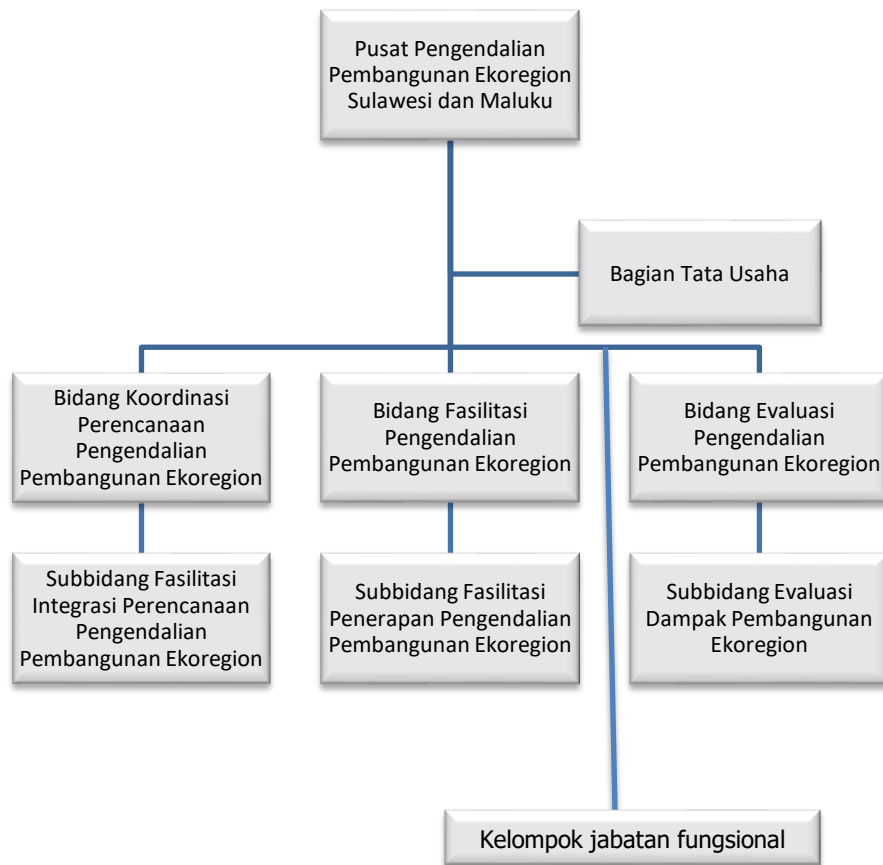 Pusat Pengendalian
Pembangunan Ekoregion
Sulawesi dan Maluku
Bagian Tata Usaha
Bidang Koordinasi
Perencanaan
Pengendalian
Pembangunan Ekoregion
Bidang Fasilitasi
Pengendalian
Pembangunan Ekoregion
Bidang Evaluasi
Pengendalian
Pembangunan Ekoregion
Subbidang Fasilitasi
Integrasi Perencanaan
Pengendalian
Pembangunan Ekoregion
Subbidang Fasilitasi
Penerapan Pengendalian
Pembangunan Ekoregion
Subbidang Evaluasi
Dampak Pembangunan
Ekoregion
Kelompok jabatan fungsional